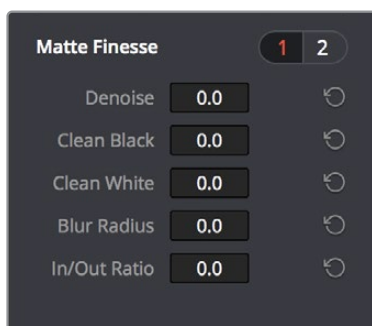 Matte Finesse 1 2
Denoise 0.0
Clean Black 0.0
Clean White 0.0
Blur Radius 0.0
In/Out Ratio 0.0